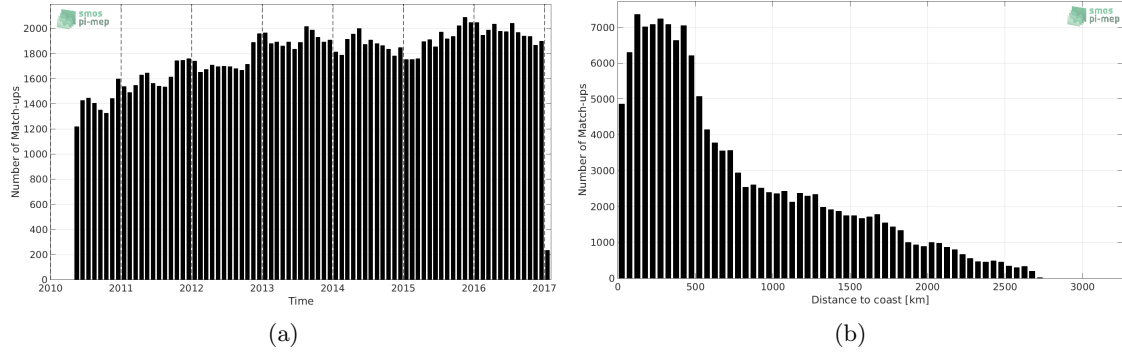 smos
pi-mep
Number of Match-ups
2000
1800
1600
1400
1200
1000
800
600
400
200
0
2010 2011 2012 2013 2014 2015 2016 2017
Time
(a)
smos
pi-mep
Number of Match-ups
7000
6000
5000
4000
3000
2000
1000
0
0 500 1000 1500 2000 2500 3000
Distance to coast [km]
(b)